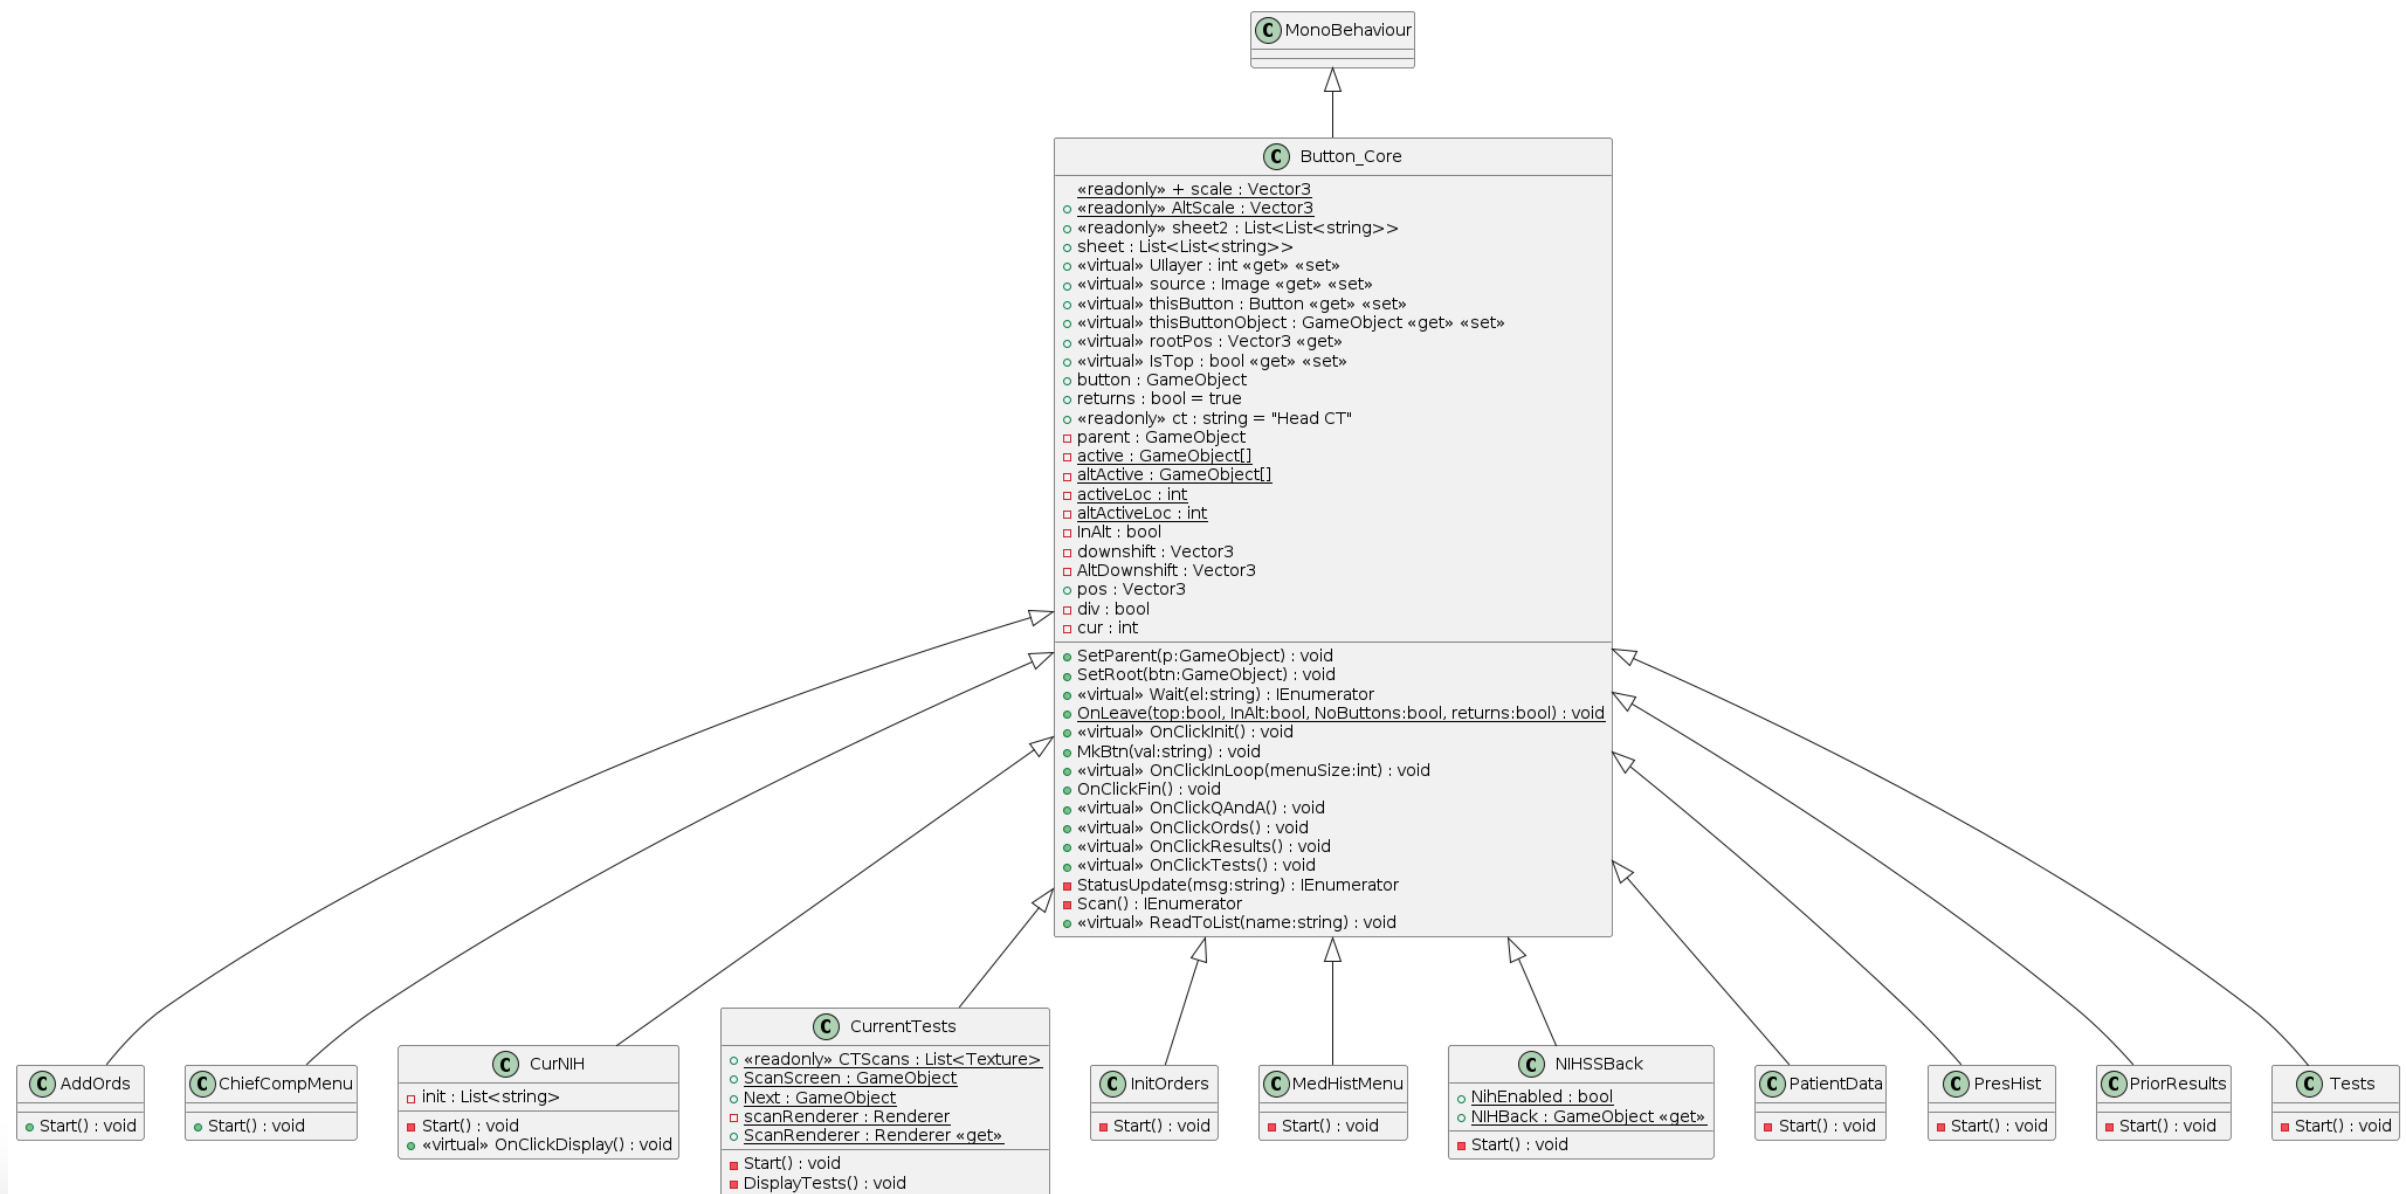 C MonoBehaviour
C Button_Core
«readonly» + scale : Vector3
«readonly» AltScale : Vector3
«readonly» sheet2 : List<List<string>>
sheet : List<List<string>>
«virtual» UIlayer : int «get» «set»
«virtual» source : Image «get» «set»
«virtual» thisButton : Button «get» «set»
«virtual» thisButtonObject : GameObject «get» «set»
«virtual» rootPos : Vector3 «get»
«virtual» IsTop : bool «get» «set»
button : GameObject
returns : bool = true
«readonly» ct : string = "Head CT"
parent : GameObject
active : GameObject[]
altActive : GameObject[]
activeLoc : int
altActiveLoc : int
InAlt : bool
downshift : Vector3
AltDownshift : Vector3
pos : Vector3
div : bool
cur : int
SetParent(p:GameObject) : void
SetRoot(btn:GameObject) : void
«virtual» Wait(el:string) : IEnumerator
OnLeave(top:bool, InAlt:bool, NoButtons:bool, returns:bool) : void
«virtual» OnClickInit() : void
MkBtn(val:string) : void
«virtual» OnClickInLoop(menuSize:int) : void
OnClickFin() : void
«virtual» OnClickQAndA() : void
«virtual» OnClickOrds() : void
«virtual» OnClickResults() : void
«virtual» OnClickTests() : void
StatusUpdate(msg:string) : IEnumerator
Scan() : IEnumerator
«virtual» ReadToList(name:string) : void
C AddOrds
Start() : void
C ChiefCompMenu
Start() : void
C CurNIH
init : List<string>
Start() : void
«virtual» OnClickDisplay() : void
C CurrentTests
«readonly» CTScans : List<Texture>
ScanScreen : GameObject
Next : GameObject
scanRenderer : Renderer
ScanRenderer : Renderer «get»
Start() : void
DisplayTests() : void
C InitOrders
Start() : void
C MedHistMenu
Start() : void
C NIHSSBack
NihEnabled : bool
NIHBack : GameObject «get»
Start() : void
C PatientData
Start() : void
C PresHist
Start() : void
C PriorResults
Start() : void
C Tests
Start() : void